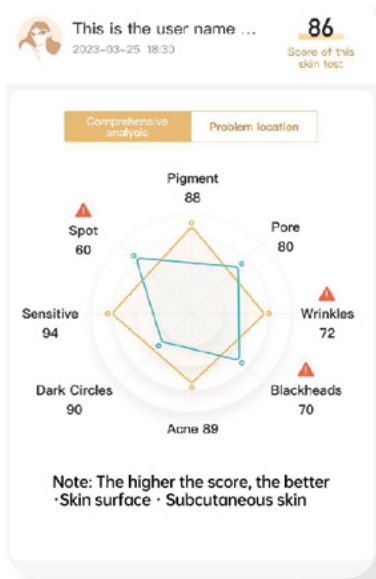 This is the user name ...
2023-03-25 18:30
86
Score of this
skin test
Comprehensive
analysis
Problem location
Pigment
88
Spot
60
Pore
80
Sensitive
94
Wrinkles
72
Dark Circles
90
Blackheads
70
Acne 89
Note: The higher the score, the better
·Skin surface · Subcutaneous skin